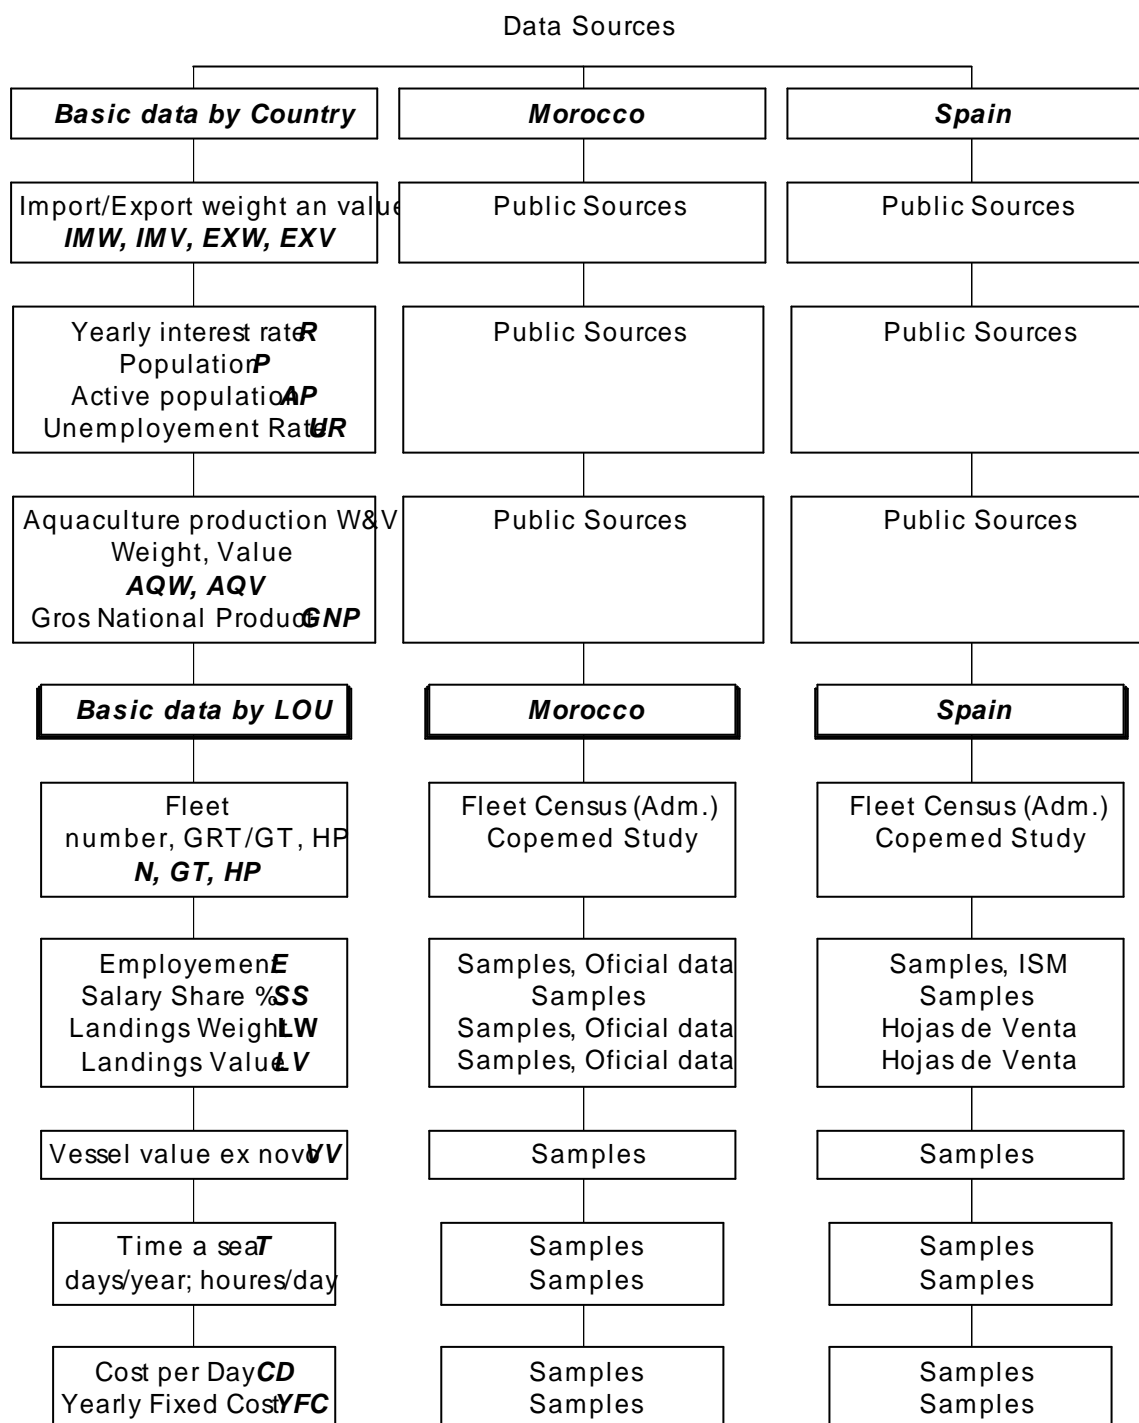 Data Sources
Basic data by Country
Morocco
Spain
Import/Export weight an value
IMW, IMV, EXW, EXV
Public Sources
Public Sources
Yearly interest rate R
Population P
Active population AP
Unemployement Rate UR
Public Sources
Public Sources
Aquaculture production W&V
Weight, Value
AQW, AQV
Gros National Product GNP
Public Sources
Public Sources
Basic data by LOU
Morocco
Spain
Fleet
number, GRT/GT, HP
N, GT, HP
Fleet Census (Adm.)
Copemed Study
Fleet Census (Adm.)
Copemed Study
Employement E
Salary Share % SS
Landings Weight LW
Landings Value LV
Samples, Oficial data
Samples
Samples, Oficial data
Samples, Oficial data
Samples, ISM
Samples
Hojas de Venta
Hojas de Venta
Vessel value ex novo VV
Samples
Samples
Time a sea T
days/year; houres/day
Samples
Samples
Samples
Samples
Cost per Day CD
Yearly Fixed Cost YFC
Samples
Samples
Samples
Samples